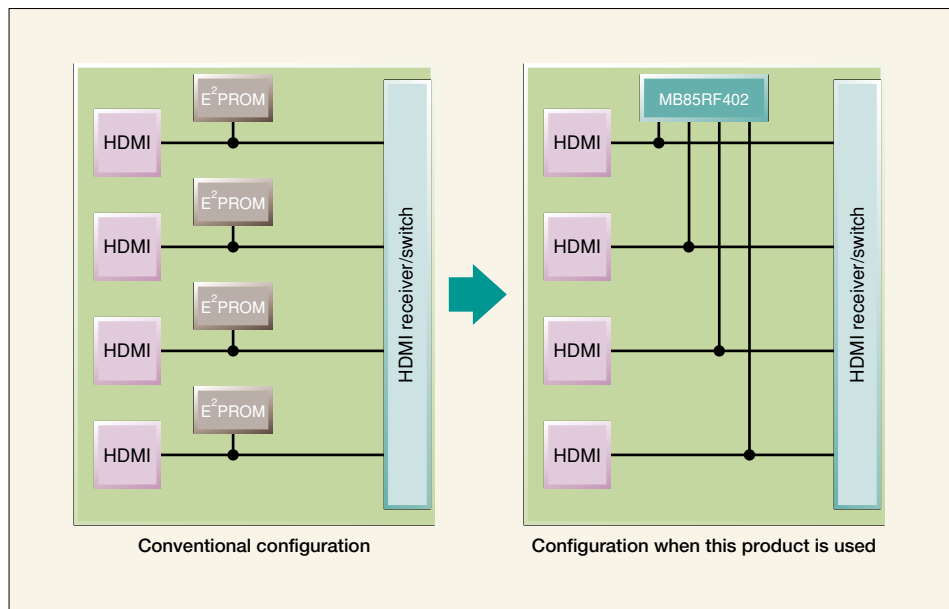 E²PROM
HDMI
E²PROM
HDMI
E²PROM
HDMI
E²PROM
HDMI
HDMI receiver/switch
Conventional configuration
MB85RF402
HDMI
HDMI
HDMI
HDMI
HDMI receiver/switch
Configuration when this product is used